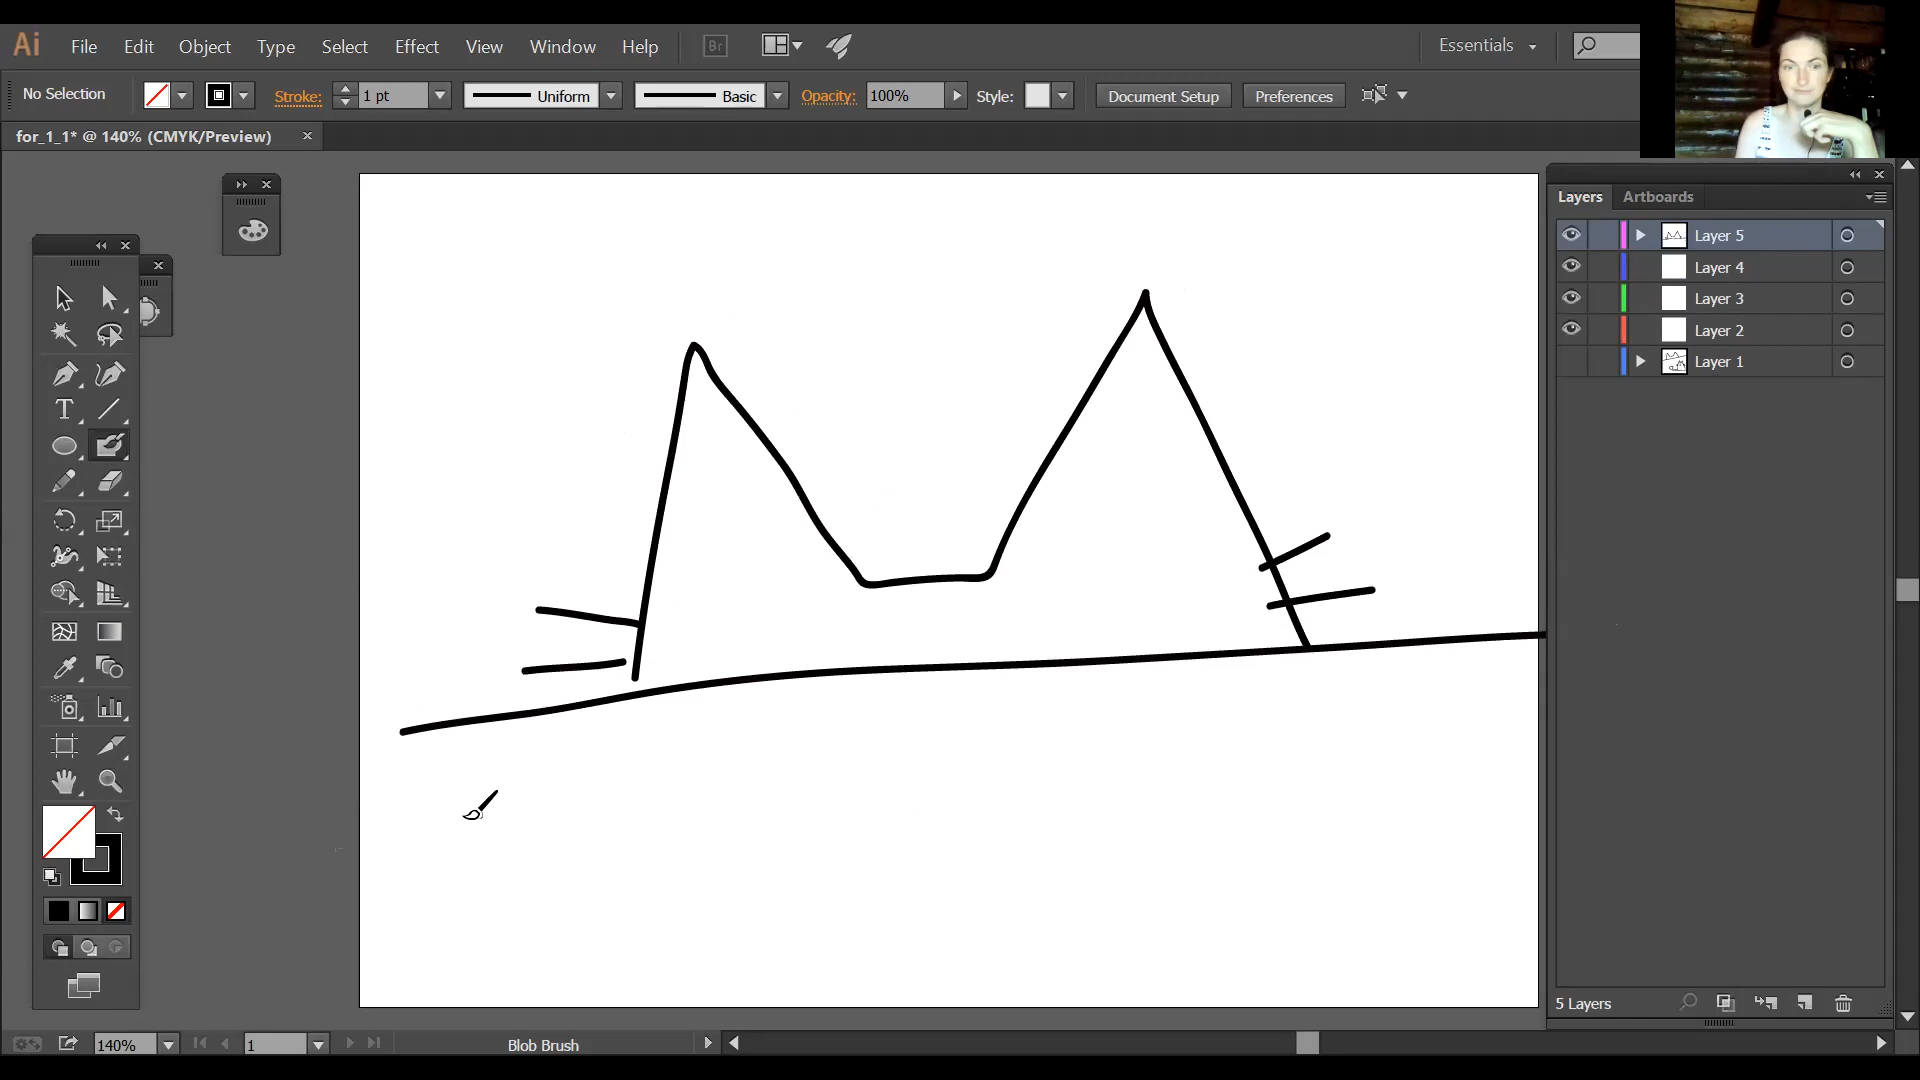 Ai File Edit Object Type Select Effect View Window Help Br Essentials
No Selection Stroke: 1 pt Uniform Basic Opacity: 100% Style: Document Setup Preferences
for_1_1* @ 140% (CMYK/Preview)
Layers Artboards
Layer 5
Layer 4
Layer 3
Layer 2
Layer 1
5 Layers
140% 1 Blob Brush